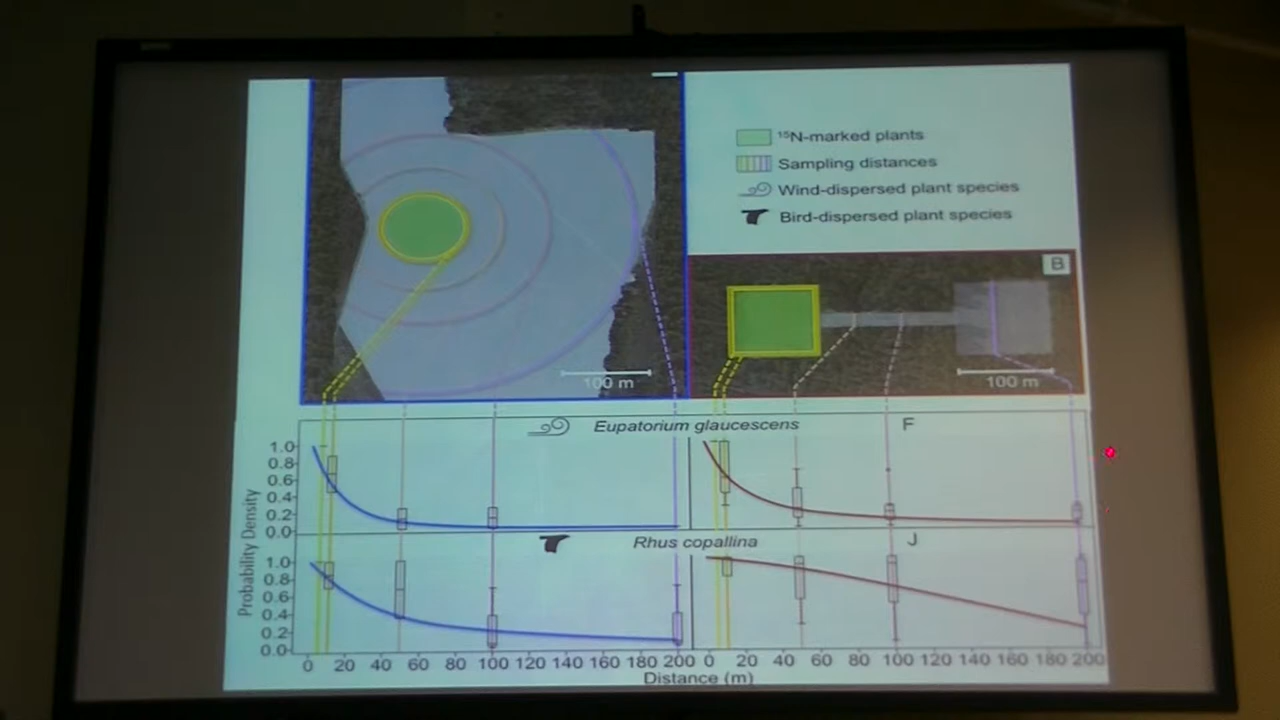 ¹⁵N-marked plants
Sampling distances
Wind-dispersed plant species
Bird-dispersed plant species
B
100 m
100 m
Eupatorium glaucescens
F
1.0
0.8
0.6
0.4
0.2
0.0
Rhus copallina
J
1.0
0.8
0.6
0.4
0.2
0.0
Probability Density
0 20 40 60 80 100 120 140 160 180 200 0 20 40 60 80 100 120 140 160 180 200
Distance (m)